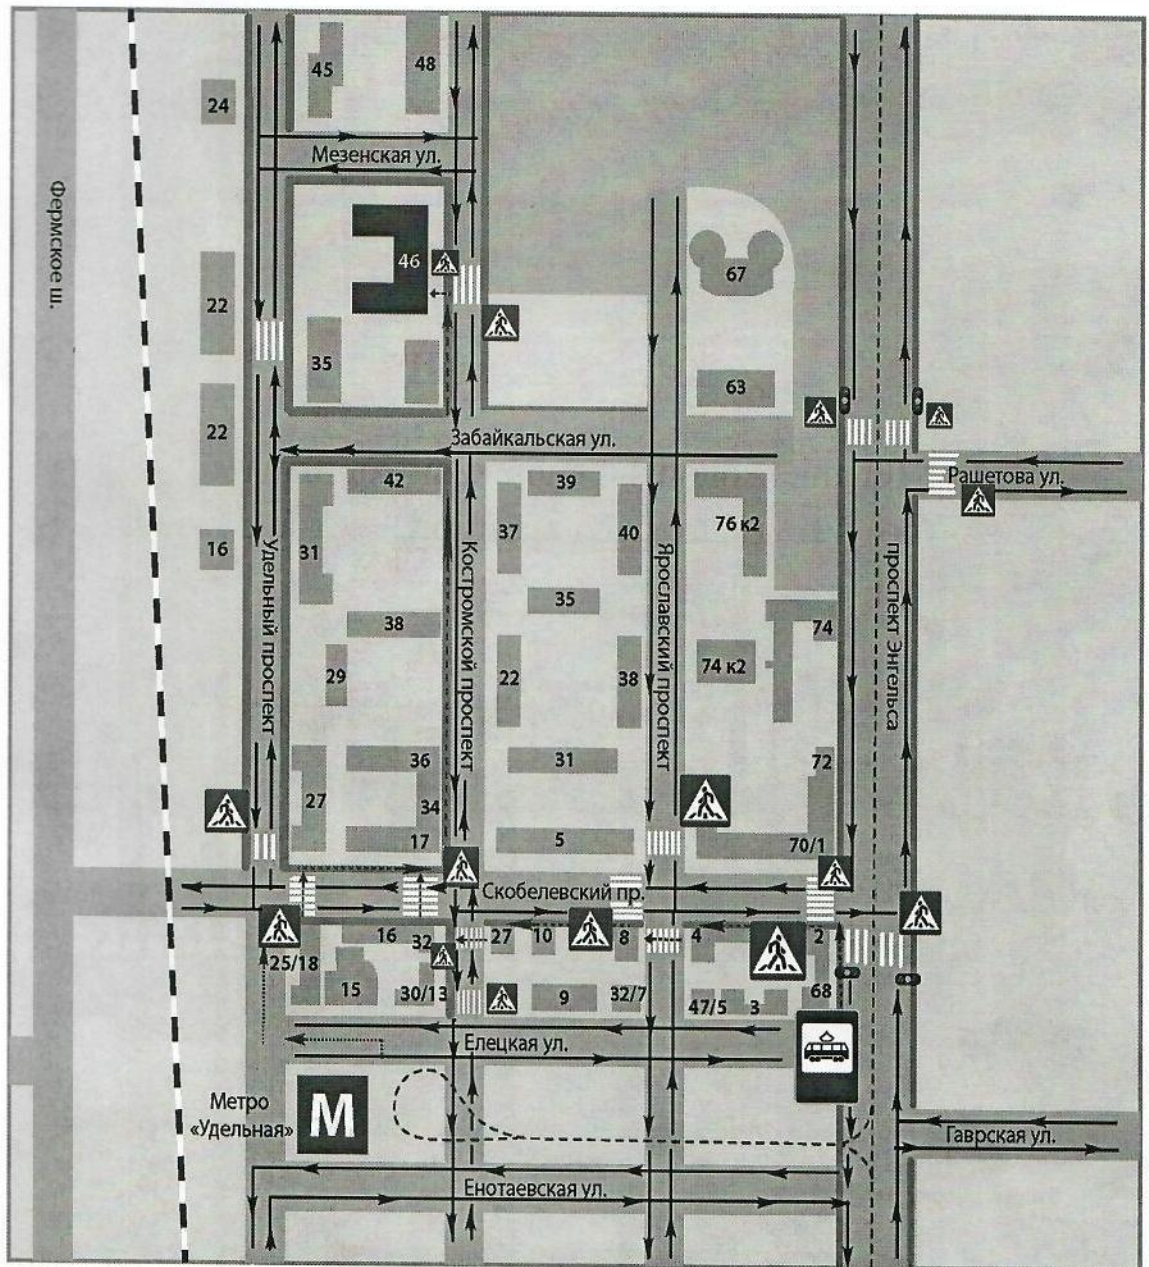 45
48
24
Мезенская ул.
Фермское ш.
46
67
22
35
63
22
Забайкальская ул.
42
39
Рашетова ул.
37
40
76 к2
16
31
Удельный проспект
Костромской проспект
Ярославский проспект
проспект Энгельса
35
38
74
29
22
38
74 к2
36
31
72
27
34
17
5
70/1
Скобелевский пр.
16
32
27
10
8
4
2
25/18
15
30/13
9
32/7
47/5
3
68
Елецкая ул.
Метро
«Удельная»
М
Гаврская ул.
Енотаевская ул.